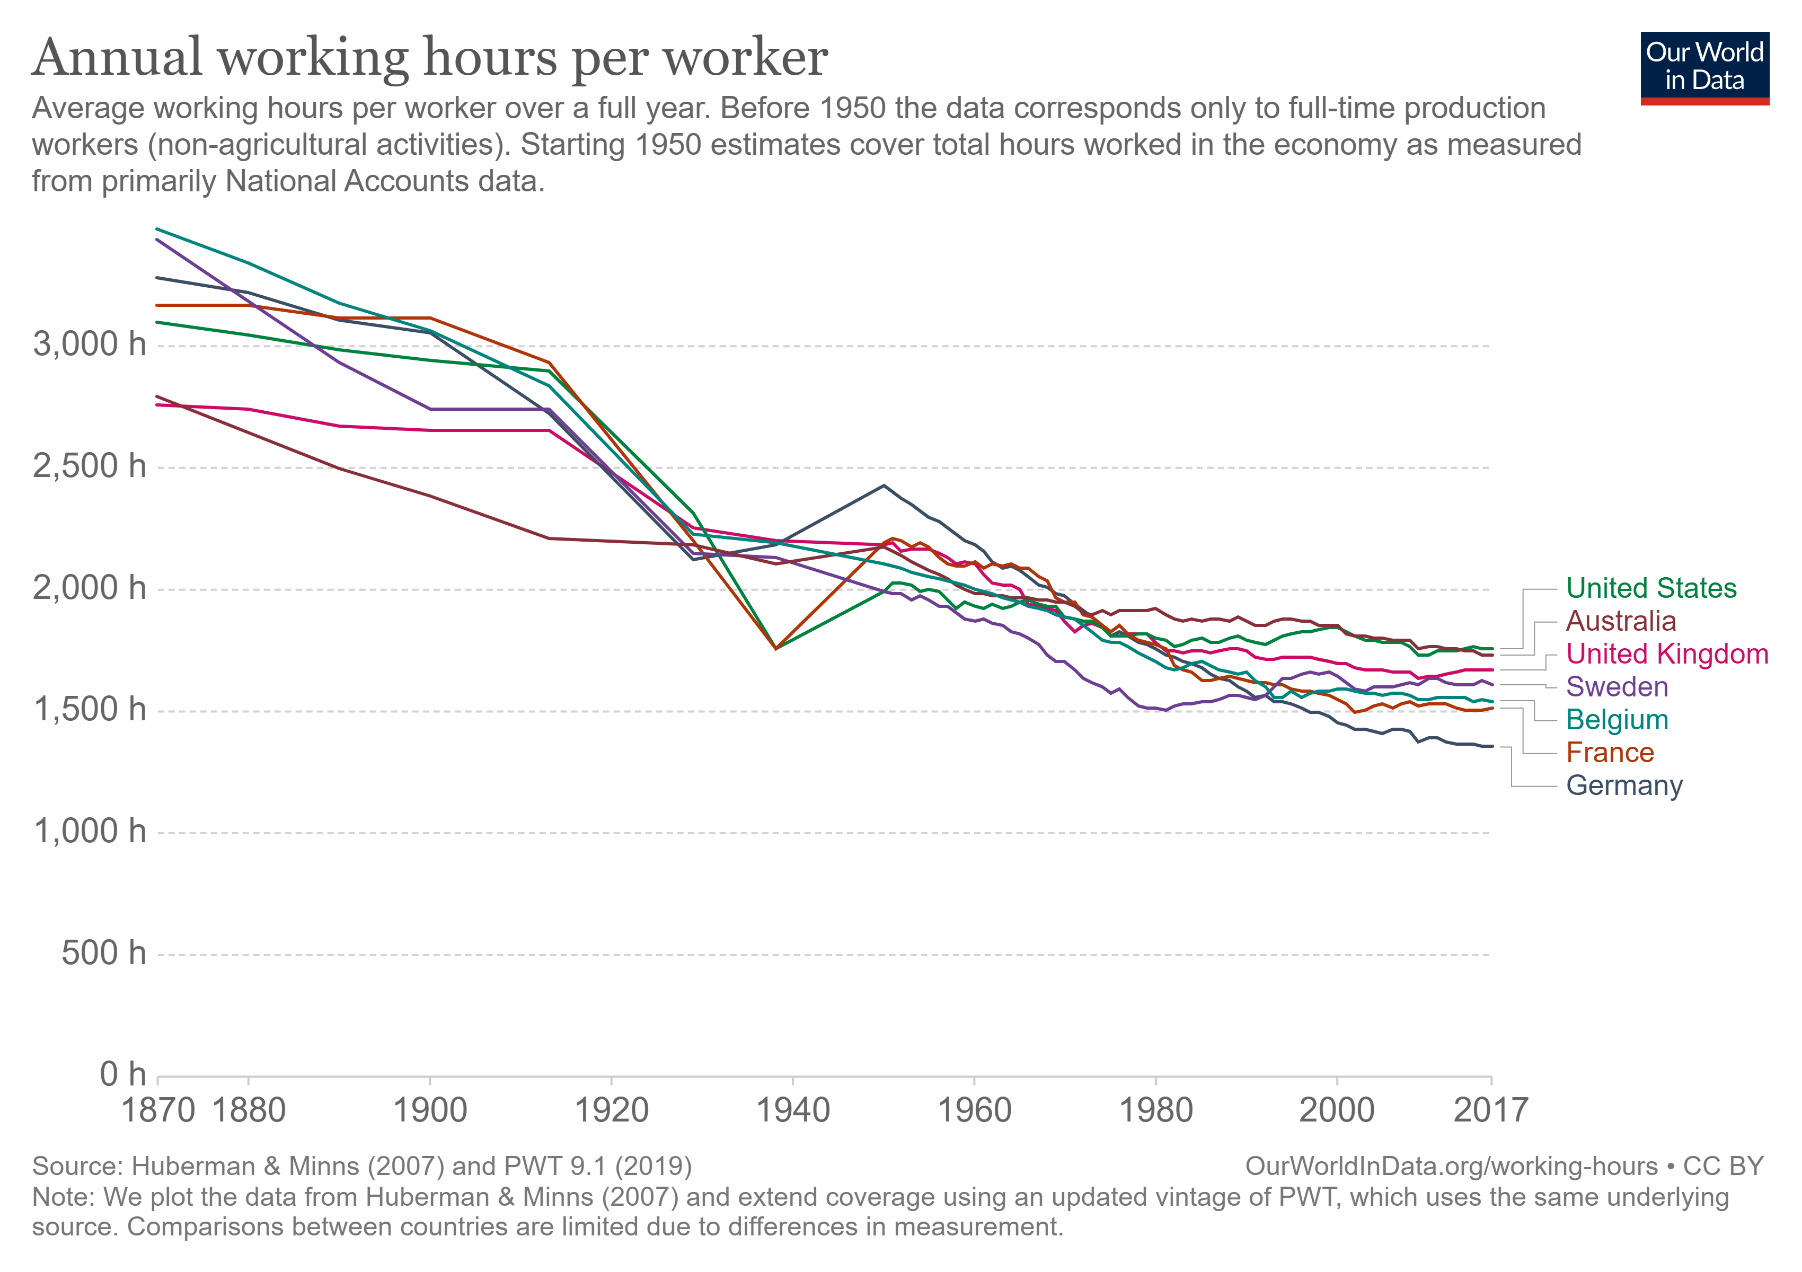 Annual working hours per worker
Our World
in Data
Average working hours per worker over a full year. Before 1950 the data corresponds only to full-time production
workers (non-agricultural activities). Starting 1950 estimates cover total hours worked in the economy as measured
from primarily National Accounts data.
3,000 h
2,500 h
2,000 h
1,500 h
1,000 h
500 h
0 h
United States
Australia
United Kingdom
Sweden
Belgium
France
Germany
1870 1880 1900 1920 1940 1960 1980 2000 2017
Source: Huberman & Minns (2007) and PWT 9.1 (2019)
OurWorldInData.org/working-hours • CC BY
Note: We plot the data from Huberman & Minns (2007) and extend coverage using an updated vintage of PWT, which uses the same underlying
source. Comparisons between countries are limited due to differences in measurement.